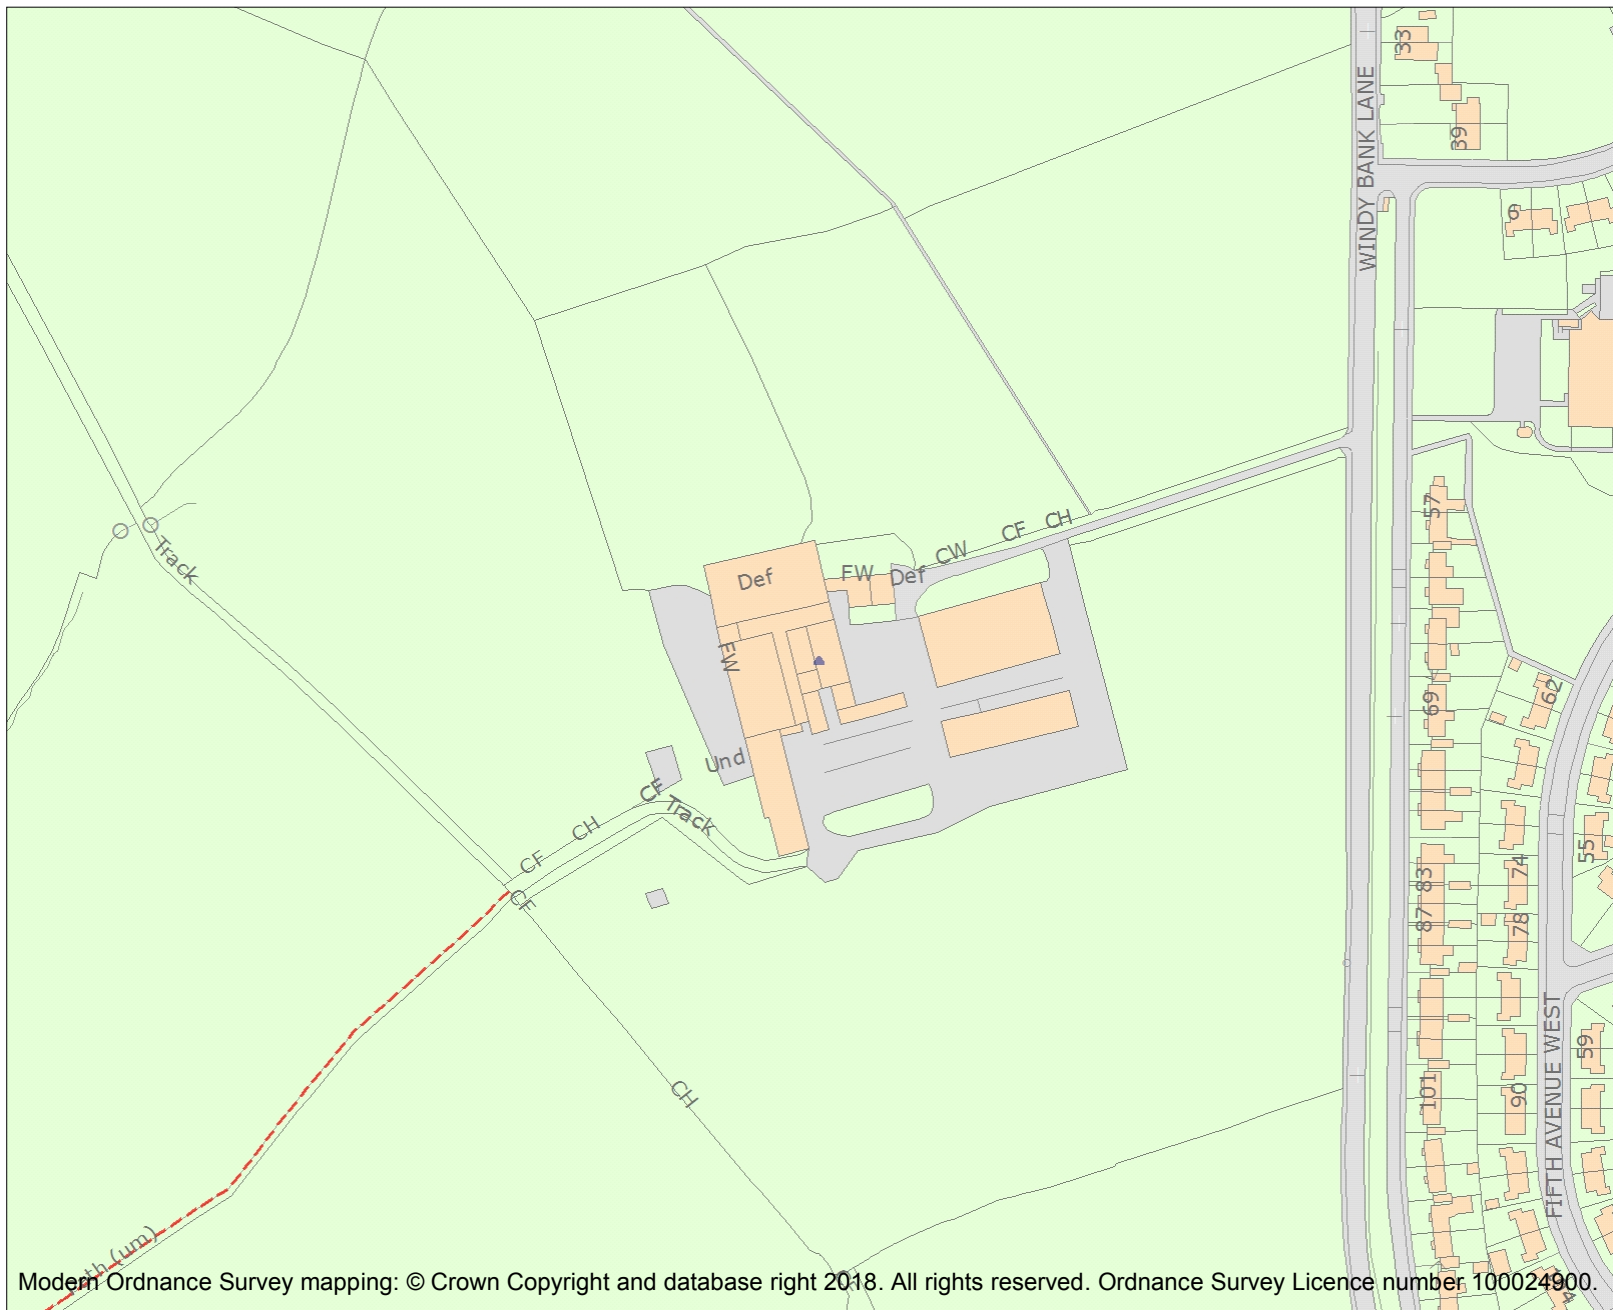 33
WINDY BANK LANE
39
6
57
CW CF CH
Track
Def
FW
Def
FW
69
62
Und
CF
Track
CH
CF
CF
83
87
74
78
55
CH
FIFTH AVENUE WEST
59
101
90
(um)
Modern Ordnance Survey mapping: © Crown Copyright and database right 2018. All rights reserved. Ordnance Survey Licence number 100024900.